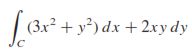 ∫_C (3x² + y²) dx + 2xy dy